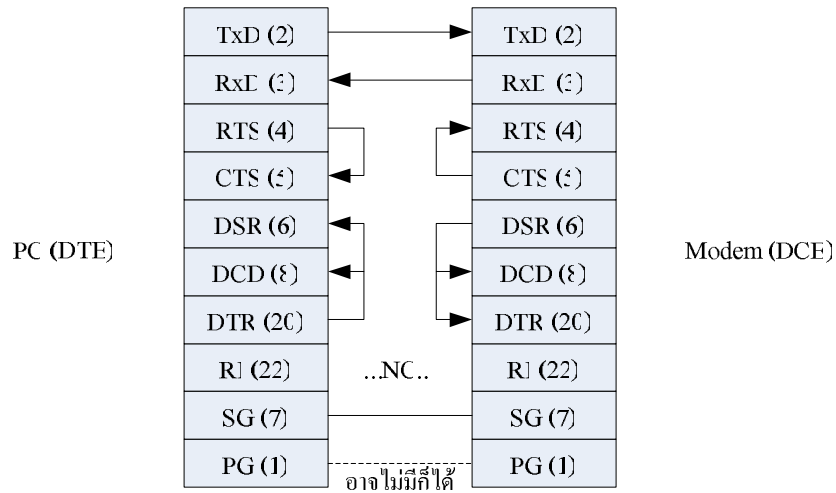 TxD (2) TxD (2)
RxD (3) RxD (3)
RTS (4) RTS (4)
CTS (5) CTS (5)
DSR (6) DSR (6)
PC (DTE) DCD (8) DCD (8) Modem (DCE)
DTR (20) DTR (20)
RI (22) ...NC.. RI (22)
SG (7) SG (7)
PG (1) PG (1)
อาจไม่มีก็ได้